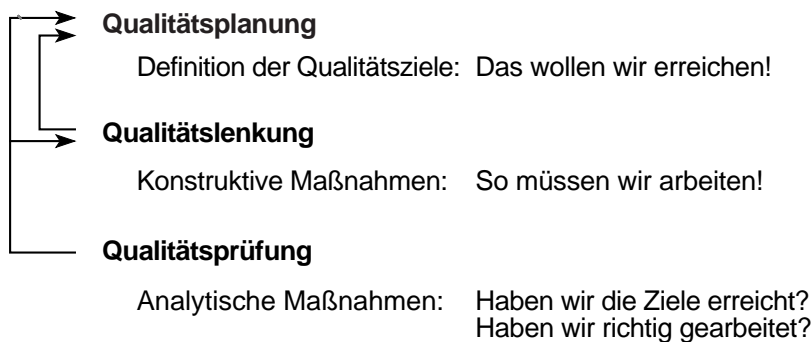 Qualitätsplanung
Definition der Qualitätsziele: Das wollen wir erreichen!
Qualitätslenkung
Konstruktive Maßnahmen: So müssen wir arbeiten!
Qualitätsprüfung
Analytische Maßnahmen: Haben wir die Ziele erreicht?
Haben wir richtig gearbeitet?